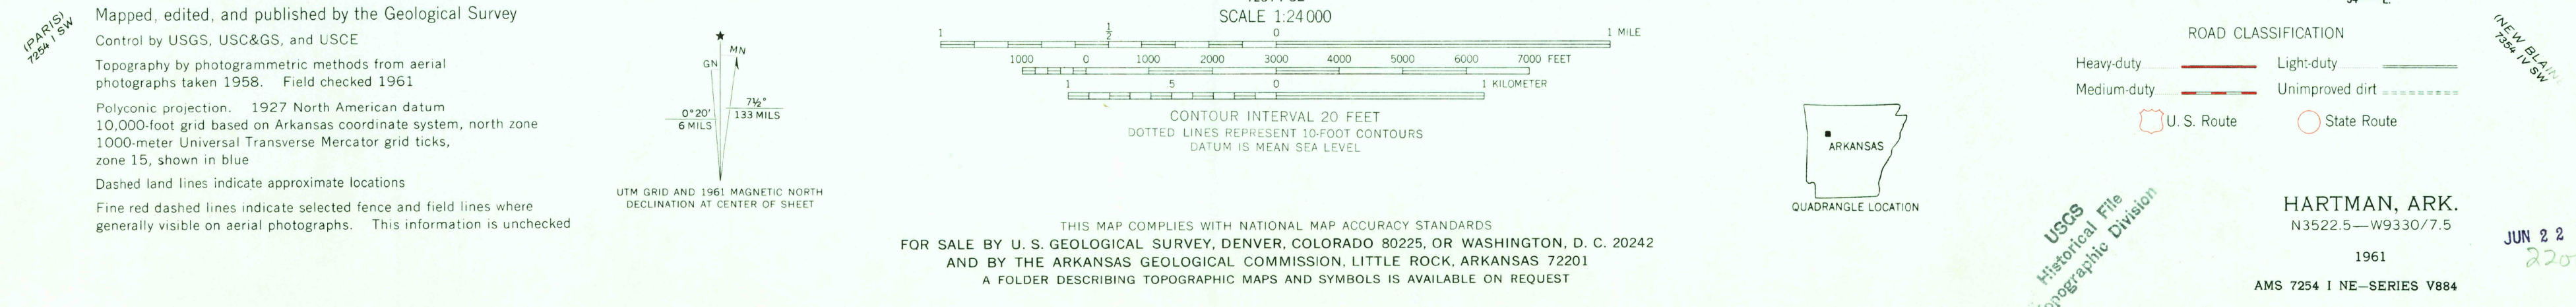 (PARIS)
7254 I SW
Mapped, edited, and published by the Geological Survey
Control by USGS, USC&GS, and USCE
Topography by photogrammetric methods from aerial
photographs taken 1958. Field checked 1961
Polyconic projection. 1927 North American datum
10,000-foot grid based on Arkansas coordinate system, north zone
1000-meter Universal Transverse Mercator grid ticks,
zone 15, shown in blue
Dashed land lines indicate approximate locations
Fine red dashed lines indicate selected fence and field lines where
generally visible on aerial photographs. This information is unchecked
MN
GN
0°20'
6 MILS
7½°
133 MILS
UTM GRID AND 1961 MAGNETIC NORTH
DECLINATION AT CENTER OF SHEET
SCALE 1:24 000
1 ½ 0 1 MILE
1000 0 1000 2000 3000 4000 5000 6000 7000 FEET
1 .5 0 1 KILOMETER
CONTOUR INTERVAL 20 FEET
DOTTED LINES REPRESENT 10-FOOT CONTOURS
DATUM IS MEAN SEA LEVEL
THIS MAP COMPLIES WITH NATIONAL MAP ACCURACY STANDARDS
FOR SALE BY U. S. GEOLOGICAL SURVEY, DENVER, COLORADO 80225, OR WASHINGTON, D. C. 20242
AND BY THE ARKANSAS GEOLOGICAL COMMISSION, LITTLE ROCK, ARKANSAS 72201
A FOLDER DESCRIBING TOPOGRAPHIC MAPS AND SYMBOLS IS AVAILABLE ON REQUEST
ARKANSAS
QUADRANGLE LOCATION
ROAD CLASSIFICATION
Heavy-duty Light-duty
Medium-duty Unimproved dirt
U. S. Route State Route
(NEW BLAIN
7354 IV SW
USGS
Historical File
opographic Division
HARTMAN, ARK.
N3522.5—W9330/7.5
1961
AMS 7254 I NE—SERIES V884
JUN 2 2
220